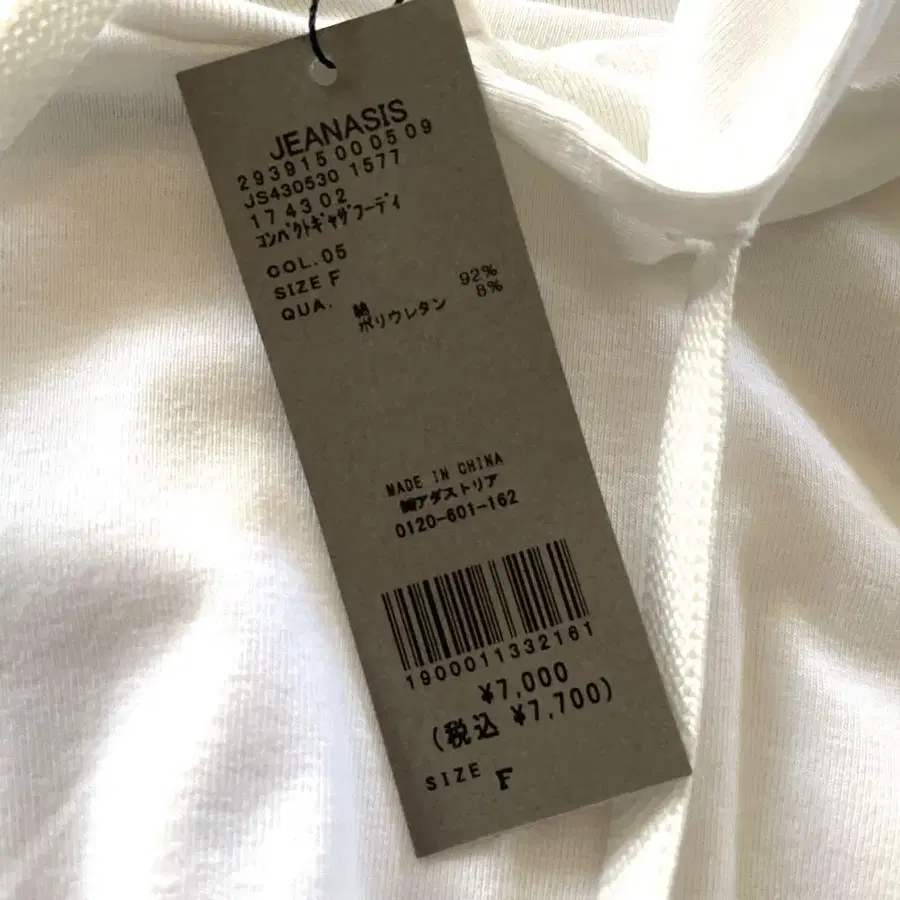 JEANASIS
293915 000509
JS430530 1577
174302
コンパクトギャザフーディ
COL.05
SIZE F
QUA. 綿 92%
ポリウレタン 8%
MADE IN CHINA
㈱アダストリア
0120-601-162
1900011332161
¥7,000
(税込 ¥7,700)
SIZE F